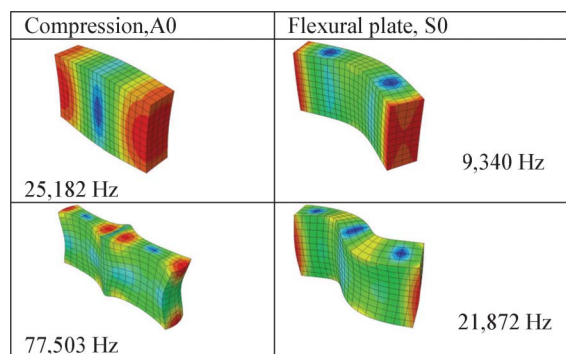 Compression,A0
Flexural plate, S0
25,182 Hz
9,340 Hz
77,503 Hz
21,872 Hz